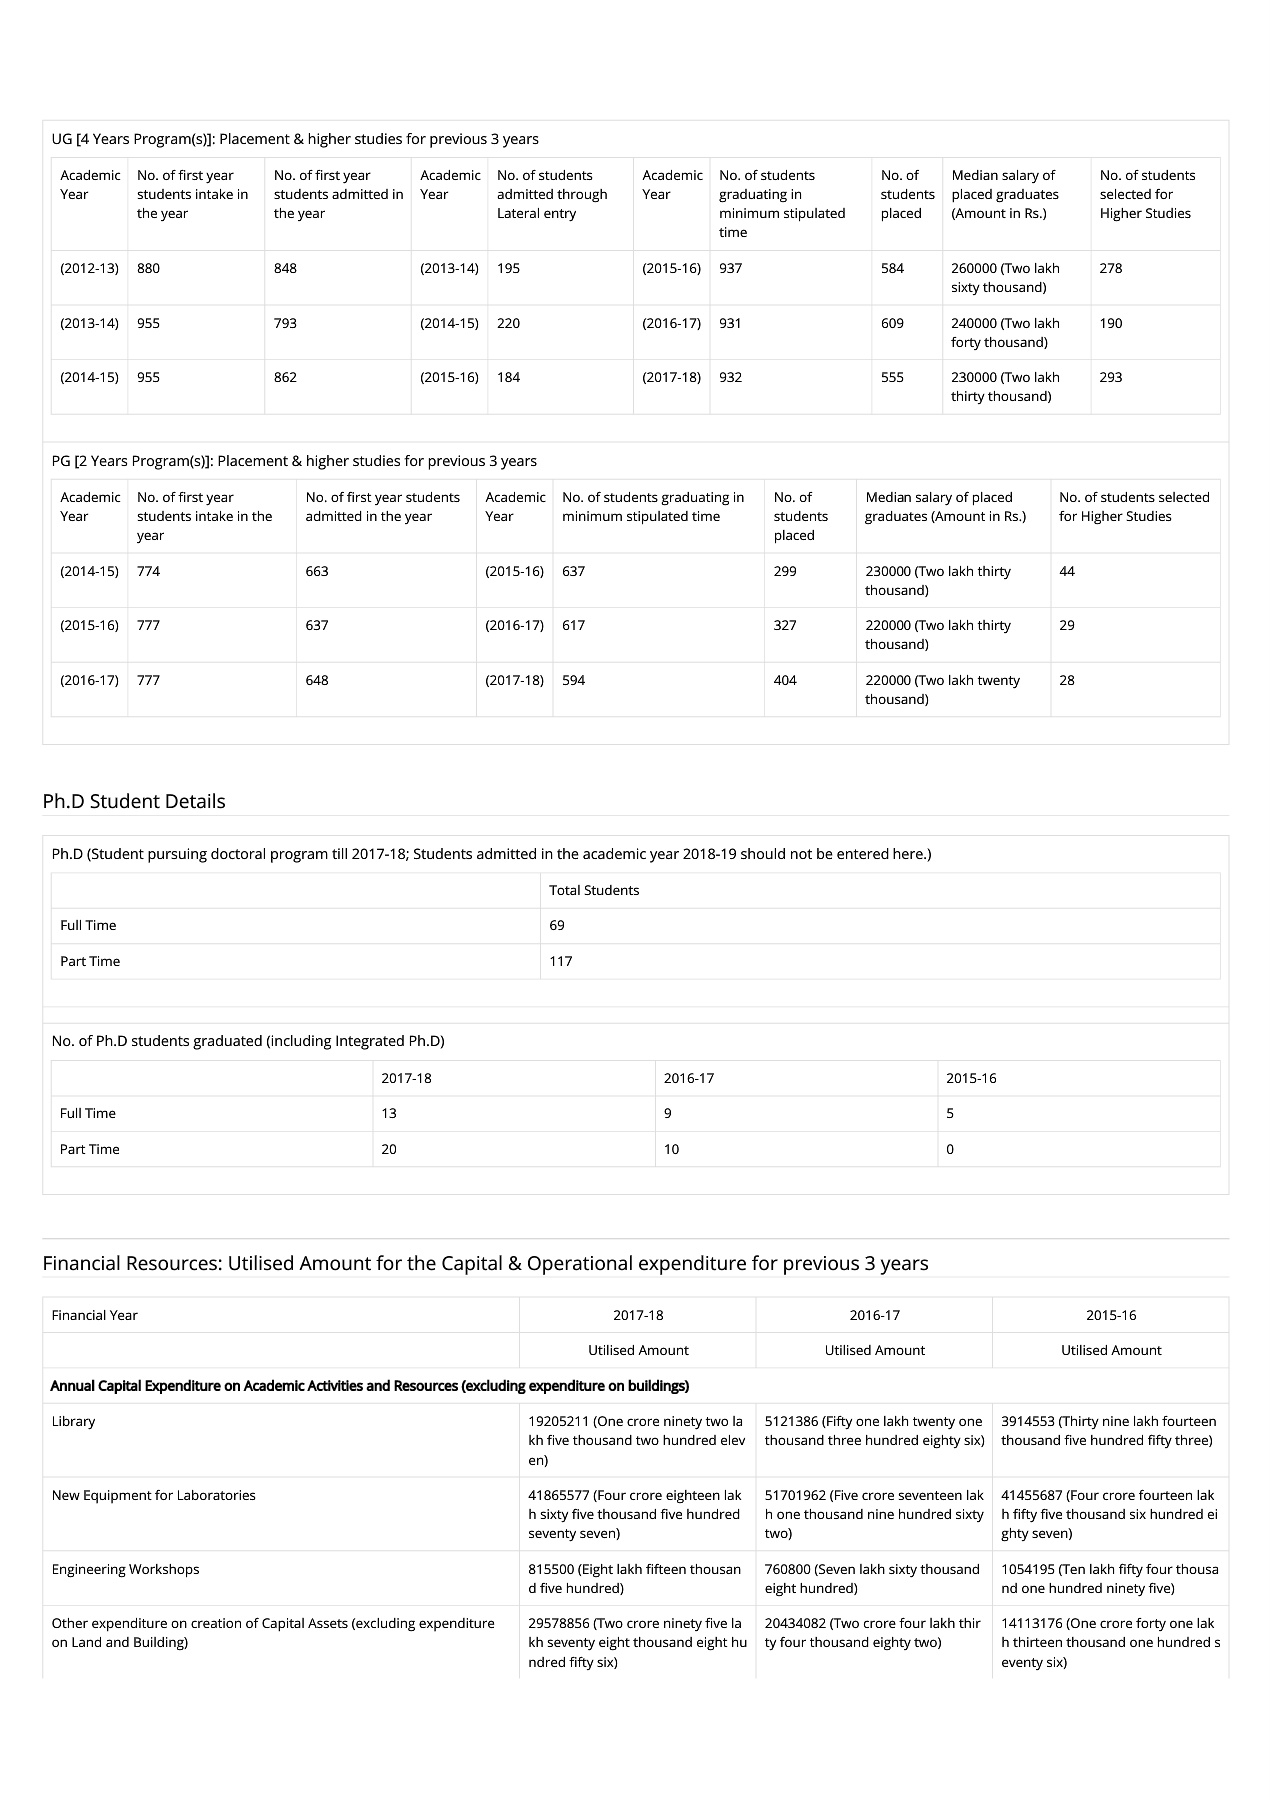 UG [4 Years Program(s)]: Placement & higher studies for previous 3 years
Academic Year No. of first year students intake in the year No. of first year students admitted in the year Academic Year No. of students admitted through Lateral entry Academic Year No. of students graduating in minimum stipulated time No. of students placed Median salary of placed graduates (Amount in Rs.) No. of students selected for Higher Studies
(2012-13) 880 848 (2013-14) 195 (2015-16) 937 584 260000 (Two lakh sixty thousand) 278
(2013-14) 955 793 (2014-15) 220 (2016-17) 931 609 240000 (Two lakh forty thousand) 190
(2014-15) 955 862 (2015-16) 184 (2017-18) 932 555 230000 (Two lakh thirty thousand) 293
PG [2 Years Program(s)]: Placement & higher studies for previous 3 years
Academic Year No. of first year students intake in the year No. of first year students admitted in the year Academic Year No. of students graduating in minimum stipulated time No. of students placed Median salary of placed graduates (Amount in Rs.) No. of students selected for Higher Studies
(2014-15) 774 663 (2015-16) 637 299 230000 (Two lakh thirty thousand) 44
(2015-16) 777 637 (2016-17) 617 327 220000 (Two lakh thirty thousand) 29
(2016-17) 777 648 (2017-18) 594 404 220000 (Two lakh twenty thousand) 28
Ph.D Student Details
Ph.D (Student pursuing doctoral program till 2017-18; Students admitted in the academic year 2018-19 should not be entered here.)
Total Students
Full Time 69
Part Time 117
No. of Ph.D students graduated (including Integrated Ph.D)
2017-18 2016-17 2015-16
Full Time 13 9 5
Part Time 20 10 0
Financial Resources: Utilised Amount for the Capital & Operational expenditure for previous 3 years
Financial Year 2017-18 2016-17 2015-16
Utilised Amount Utilised Amount Utilised Amount
Annual Capital Expenditure on Academic Activities and Resources (excluding expenditure on buildings)
Library 19205211 (One crore ninety two la 5121386 (Fifty one lakh twenty one 3914553 (Thirty nine lakh fourteen
kh five thousand two hundred elev thousand three hundred eighty six) thousand five hundred fifty three)
en)
New Equipment for Laboratories 41865577 (Four crore eighteen lak 51701962 (Five crore seventeen lak 41455687 (Four crore fourteen lak
h sixty five thousand five hundred h one thousand nine hundred sixty h fifty five thousand six hundred ei
seventy seven) two) ghty seven)
Engineering Workshops 815500 (Eight lakh fifteen thousan 760800 (Seven lakh sixty thousand 1054195 (Ten lakh fifty four thousa
d five hundred) eight hundred) nd one hundred ninety five)
Other expenditure on creation of Capital Assets (excluding expenditure 29578856 (Two crore ninety five la 20434082 (Two crore four lakh thir 14113176 (One crore forty one lak
on Land and Building) kh seventy eight thousand eight hu ty four thousand eighty two) h thirteen thousand one hundred s
ndred fifty six) eventy six)